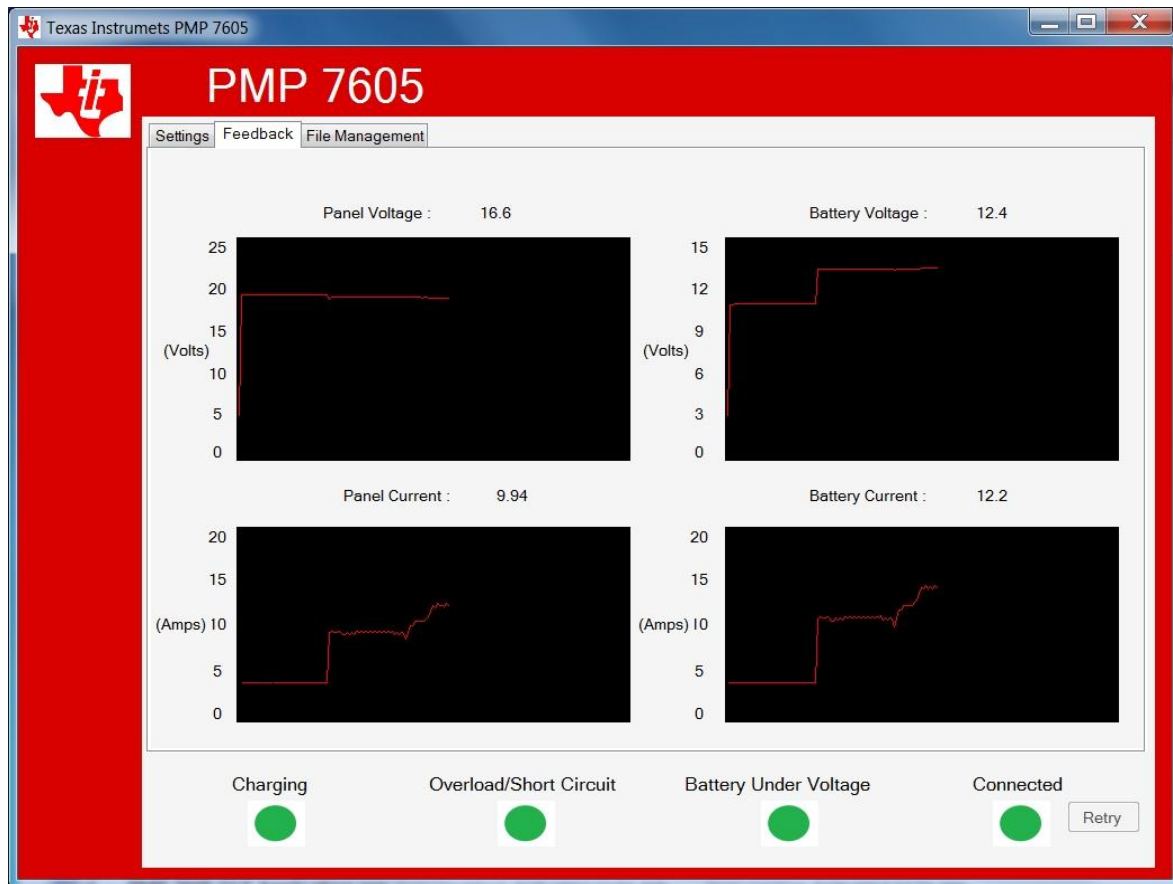 Texas Instrumets PMP 7605
PMP 7605
Settings Feedback File Management
Panel Voltage : 16.6
25
20
15
(Volts)
10
5
0
Battery Voltage : 12.4
15
12
9
(Volts)
6
3
0
Panel Current : 9.94
20
15
(Amps) 10
5
0
Battery Current : 12.2
20
15
(Amps) 10
5
0
Charging
Overload/Short Circuit
Battery Under Voltage
Connected
Retry